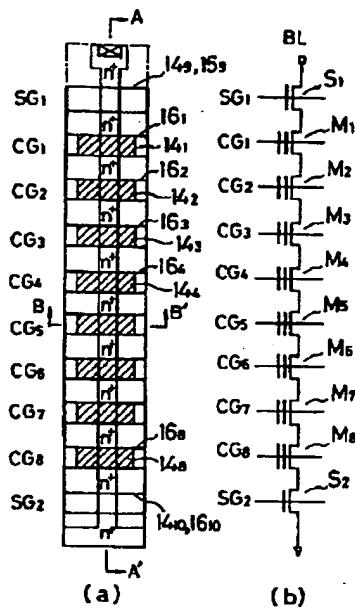 A
14₉,15₉
SG₁
n⁺
16₁
CG₁
14₁
n⁺
16₂
CG₂
14₂
n⁺
16₃
CG₃
14₃
n⁺
16₄
CG₄
14₄
n⁺
B
B'
CG₅
n⁺
CG₆
n⁺
CG₇
n⁺
16₈
CG₈
14₈
n⁺
SG₂
n⁺
14₁₀,16₁₀
A'
(a)
BL
S₁
SG₁
M₁
CG₁
M₂
CG₂
M₃
CG₃
M₄
CG₄
M₅
CG₅
M₆
CG₆
M₇
CG₇
M₈
CG₈
S₂
SG₂
(b)